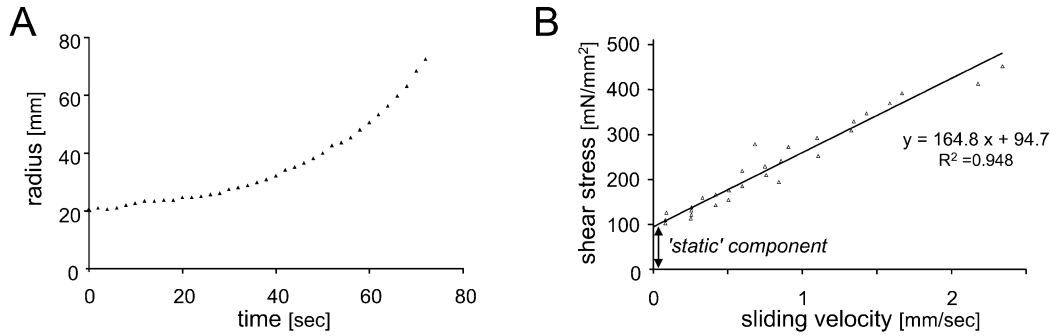 A
80
60
40
20
0
radius [mm]
0 20 40 60 80
time [sec]
B
500
400
300
200
100
0
shear stress [mN/mm²]
y = 164.8 x + 94.7
R² =0.948
'static' component
0 1 2
sliding velocity [mm/sec]